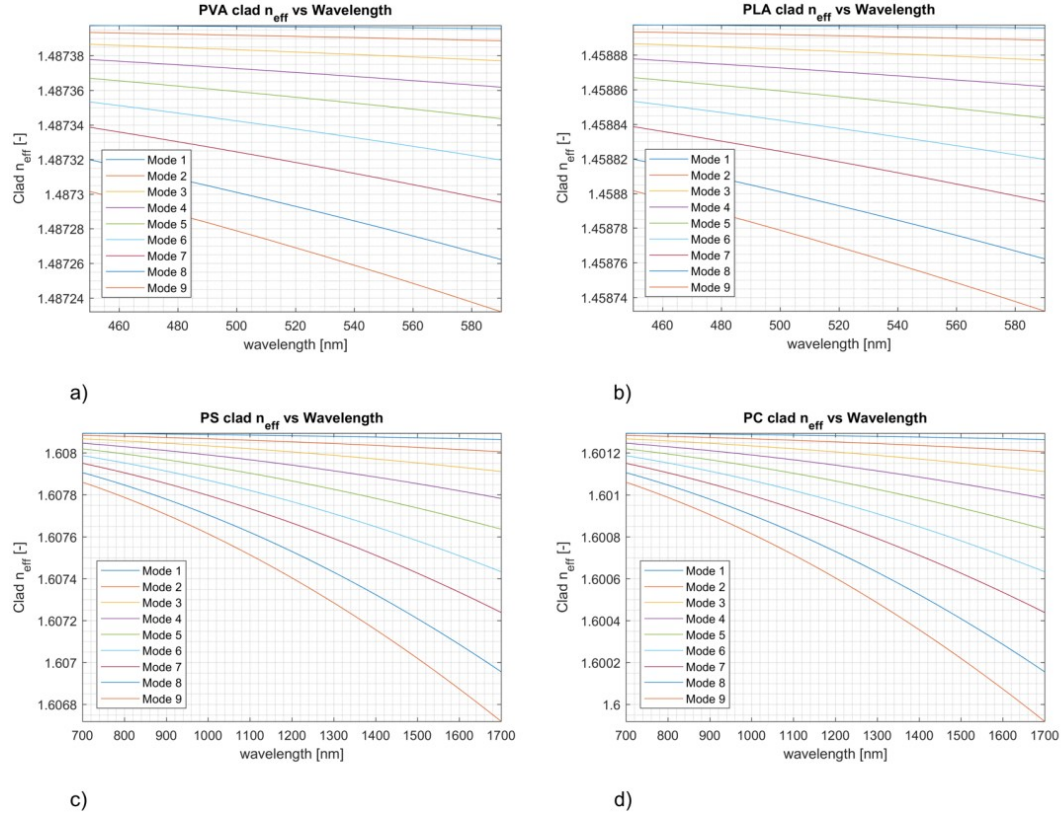 PVA clad n_eff vs Wavelength
Clad n_eff [-]
1.48738
1.48736
1.48734
1.48732
1.4873
1.48728
1.48726
1.48724
Mode 1
Mode 2
Mode 3
Mode 4
Mode 5
Mode 6
Mode 7
Mode 8
Mode 9
460 480 500 520 540 560 580
wavelength [nm]
a)
PLA clad n_eff vs Wavelength
Clad n_eff [-]
1.45888
1.45886
1.45884
1.45882
1.4588
1.45878
1.45876
1.45874
Mode 1
Mode 2
Mode 3
Mode 4
Mode 5
Mode 6
Mode 7
Mode 8
Mode 9
460 480 500 520 540 560 580
wavelength [nm]
b)
PS clad n_eff vs Wavelength
Clad n_eff [-]
1.608
1.6078
1.6076
1.6074
1.6072
1.607
1.6068
Mode 1
Mode 2
Mode 3
Mode 4
Mode 5
Mode 6
Mode 7
Mode 8
Mode 9
700 800 900 1000 1100 1200 1300 1400 1500 1600 1700
wavelength [nm]
c)
PC clad n_eff vs Wavelength
Clad n_eff [-]
1.6012
1.601
1.6008
1.6006
1.6004
1.6002
1.6
Mode 1
Mode 2
Mode 3
Mode 4
Mode 5
Mode 6
Mode 7
Mode 8
Mode 9
700 800 900 1000 1100 1200 1300 1400 1500 1600 1700
wavelength [nm]
d)